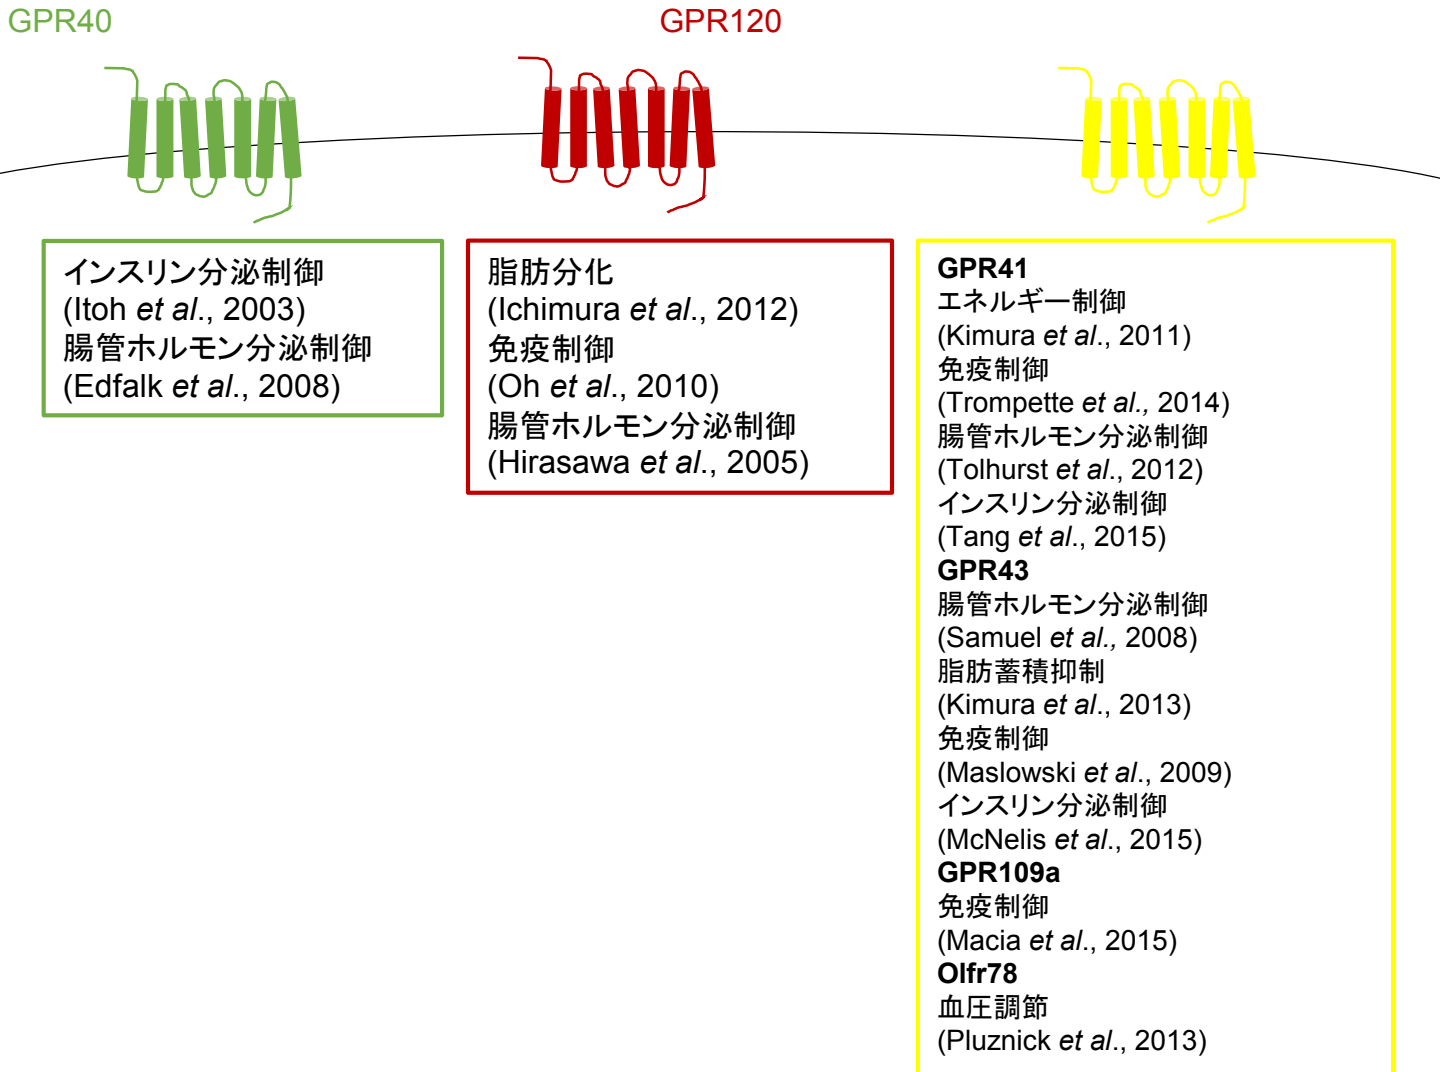 GPR40
GPR120
インスリン分泌制御
(Itoh et al., 2003)
腸管ホルモン分泌制御
(Edfalk et al., 2008)
脂肪分化
(Ichimura et al., 2012)
免疫制御
(Oh et al., 2010)
腸管ホルモン分泌制御
(Hirasawa et al., 2005)
GPR41
エネルギー制御
(Kimura et al., 2011)
免疫制御
(Trompette et al., 2014)
腸管ホルモン分泌制御
(Tolhurst et al., 2012)
インスリン分泌制御
(Tang et al., 2015)
GPR43
腸管ホルモン分泌制御
(Samuel et al., 2008)
脂肪蓄積抑制
(Kimura et al., 2013)
免疫制御
(Maslowski et al., 2009)
インスリン分泌制御
(McNelis et al., 2015)
GPR109a
免疫制御
(Macia et al., 2015)
Olfr78
血圧調節
(Pluznick et al., 2013)